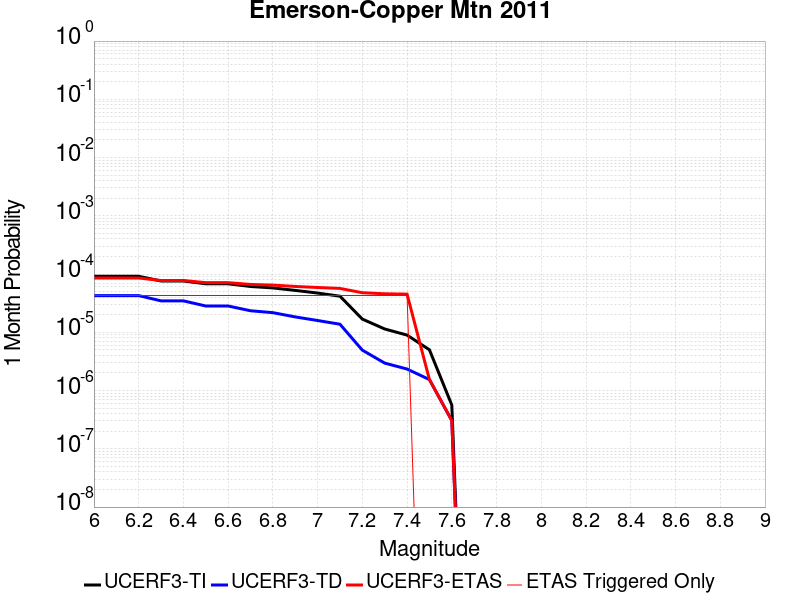 Emerson-Copper Mtn 2011
10^0
10^-1
10^-2
10^-3
10^-4
10^-5
10^-6
10^-7
10^-8
1 Month Probability
6 6.2 6.4 6.6 6.8 7 7.2 7.4 7.6 7.8 8 8.2 8.4 8.6 8.8 9
Magnitude
UCERF3-TI UCERF3-TD UCERF3-ETAS ETAS Triggered Only